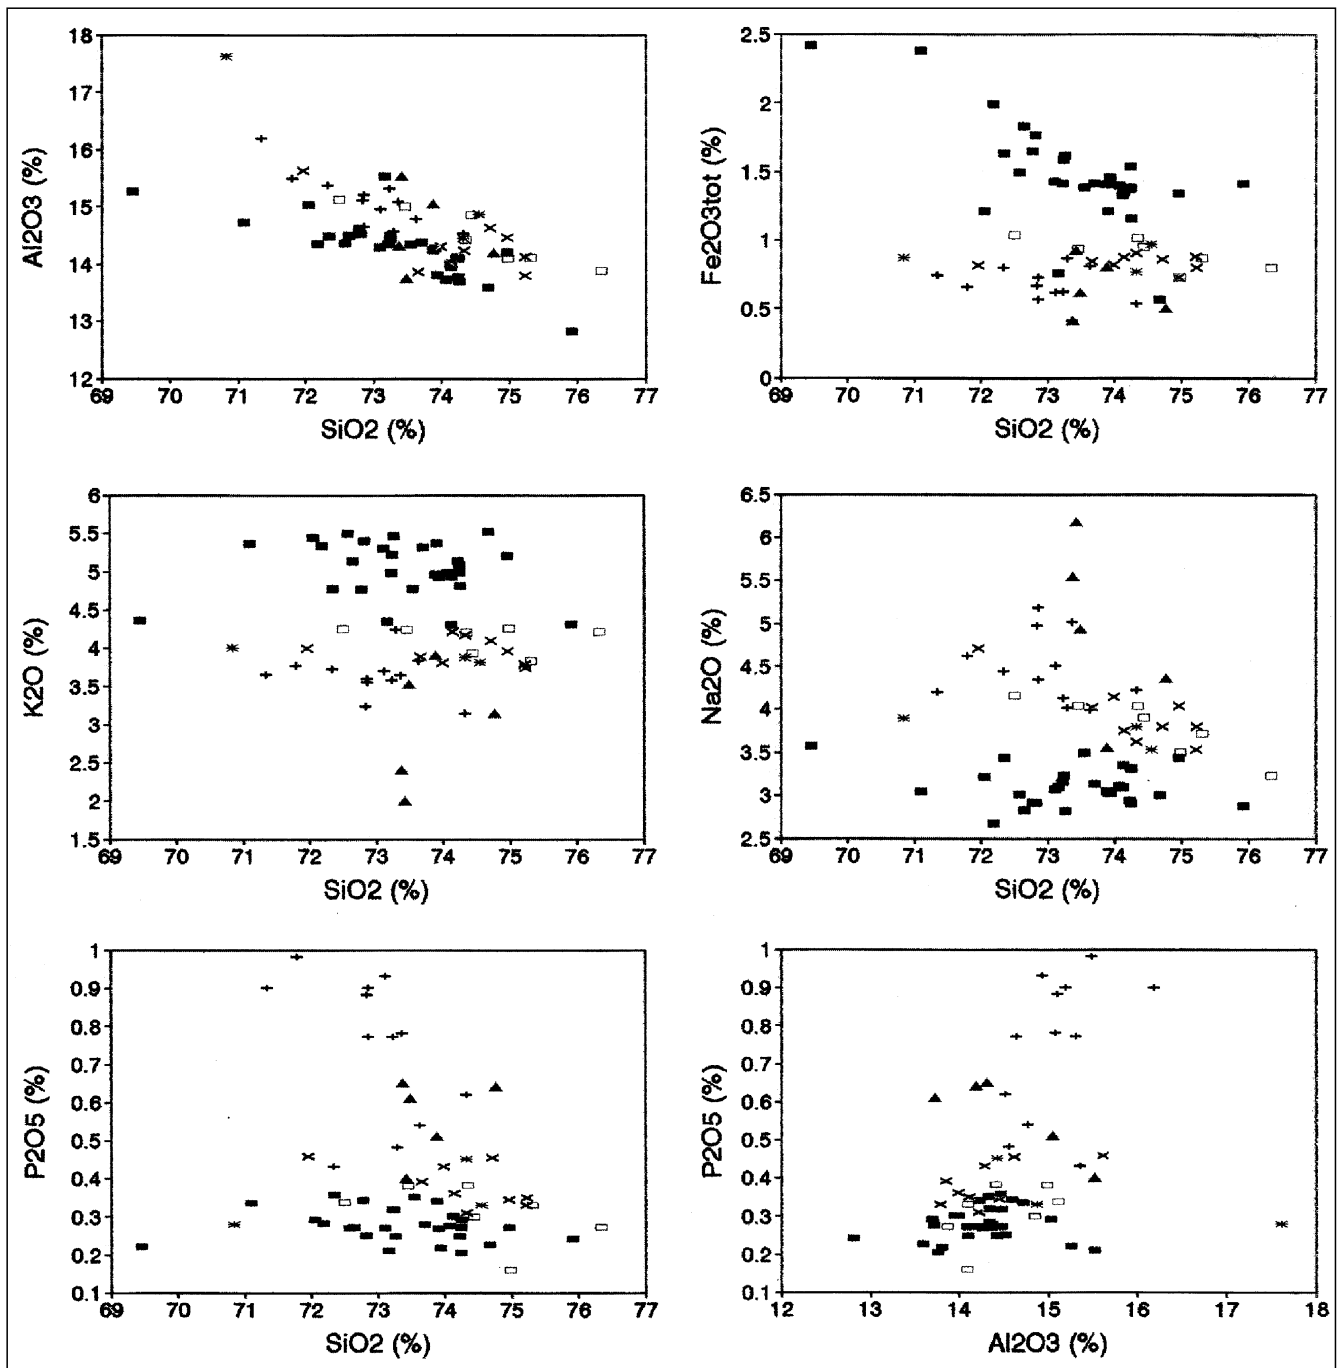 18
17
16
15
14
13
12
Al2O3 (%)
69 70 71 72 73 74 75 76 77
SiO2 (%)
2.5
2
1.5
1
0.5
0
Fe2O3tot (%)
69 70 71 72 73 74 75 76 77
SiO2 (%)
6
5.5
5
4.5
4
3.5
3
2.5
2
1.5
K2O (%)
69 70 71 72 73 74 75 76 77
SiO2 (%)
6.5
6
5.5
5
4.5
4
3.5
3
2.5
Na2O (%)
69 70 71 72 73 74 75 76 77
SiO2 (%)
1
0.9
0.8
0.7
0.6
0.5
0.4
0.3
0.2
0.1
P2O5 (%)
69 70 71 72 73 74 75 76 77
SiO2 (%)
1
0.9
0.8
0.7
0.6
0.5
0.4
0.3
0.2
0.1
P2O5 (%)
12 13 14 15 16 17 18
Al2O3 (%)